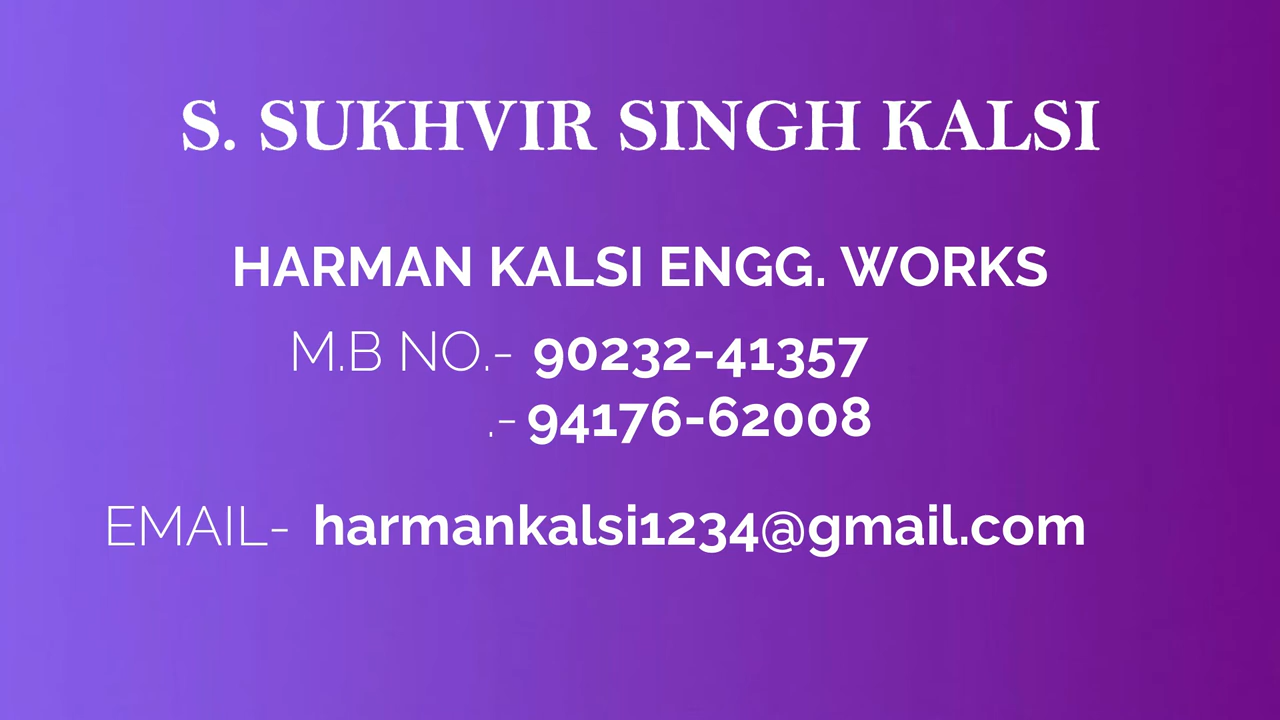 S. SUKHVIR SINGH KALSI
HARMAN KALSI ENGG. WORKS
M.B NO.- 90232-41357
.- 94176-62008
EMAIL- harmankalsi1234@gmail.com